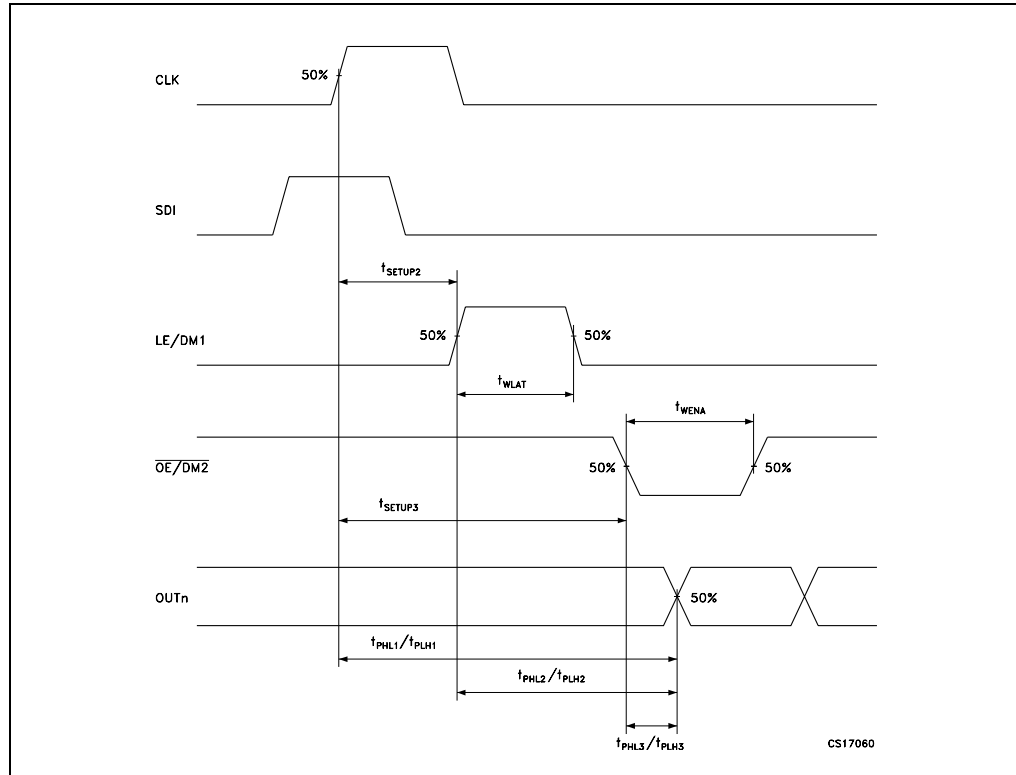 CLK
50%
SDI
tSETUP2
LE/DM1
50%
50%
tWLAT
tWENA
OE/DM2
50%
50%
tSETUP3
OUTn
50%
tPHL1/tPLH1
tPHL2/tPLH2
tPHL3/tPLH3
CS17060